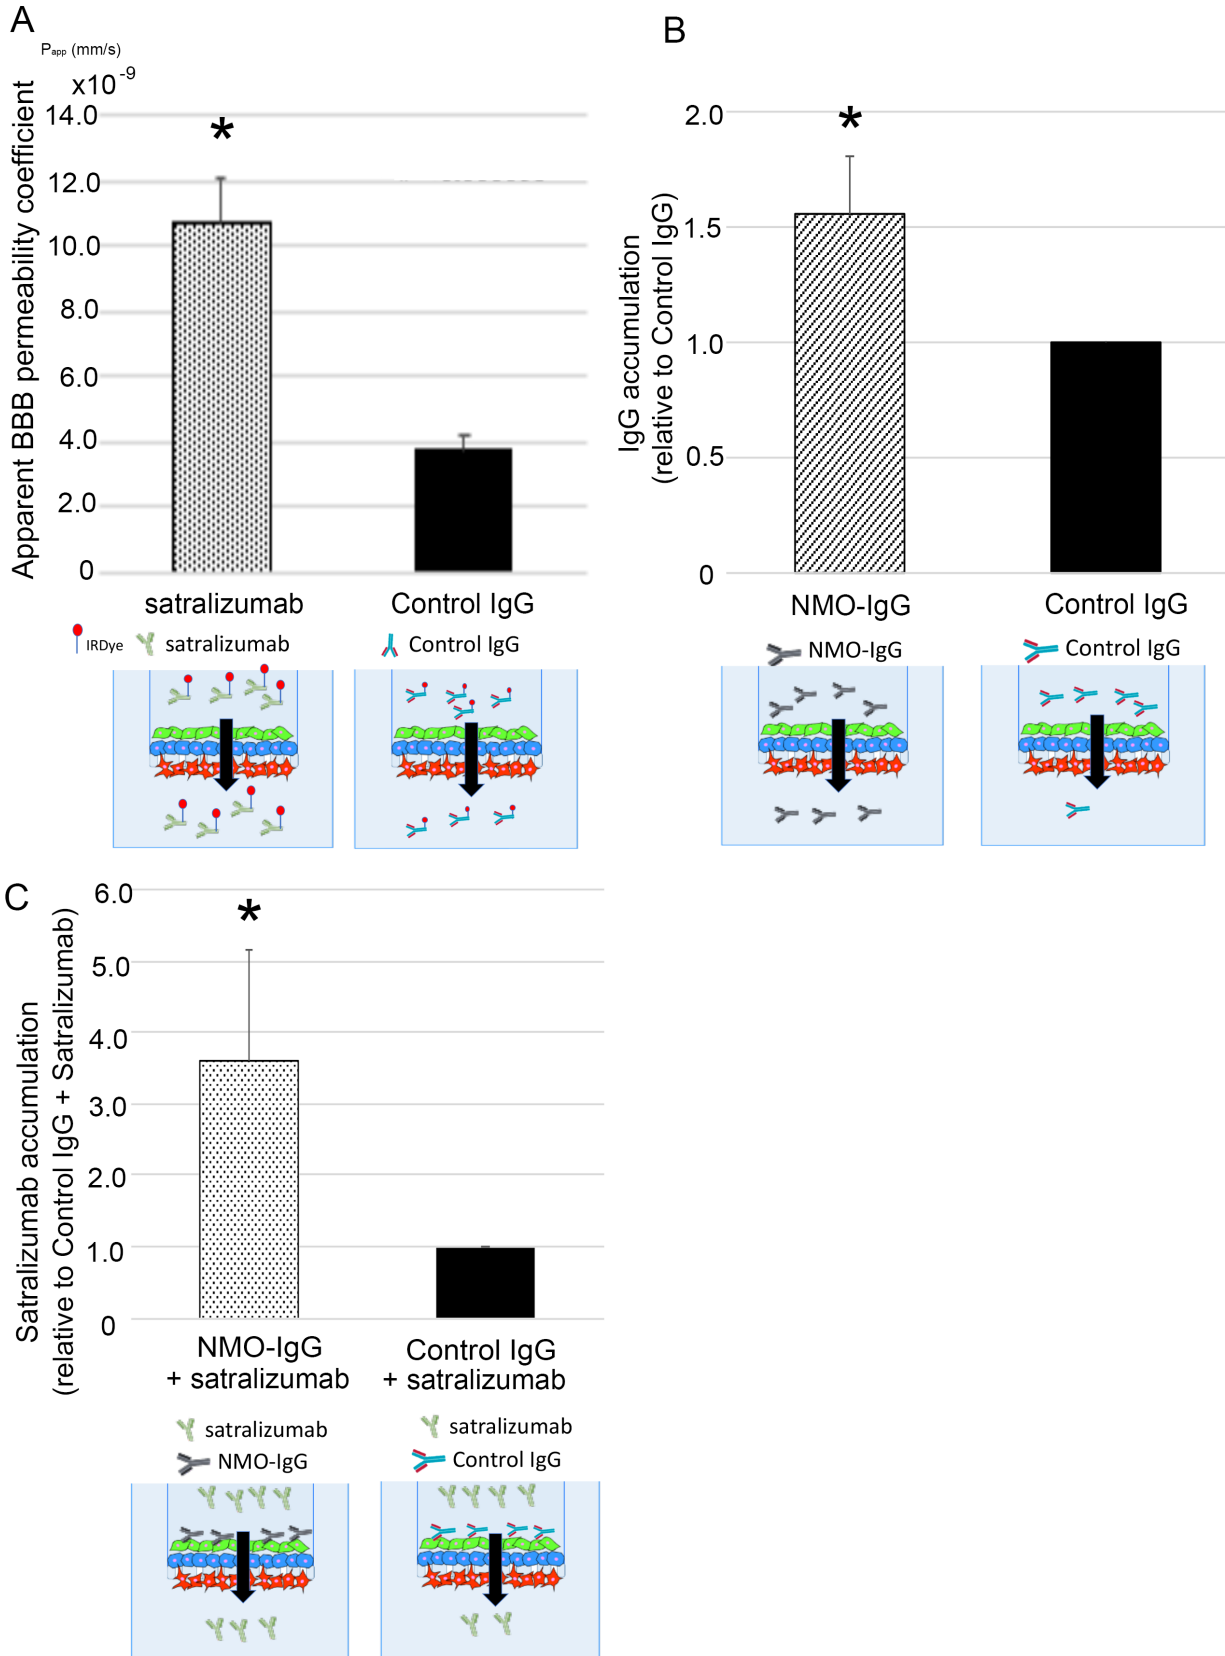 A
Papp (mm/s)
x10 -9
Apparent BBB permeability coefficient
14.0
12.0
10.0
8.0
6.0
4.0
2.0
0
*
satralizumab
Control IgG
IRDye
satralizumab
Control IgG
B
IgG accumulation
(relative to Control IgG)
2.0
1.5
1.0
0.5
0
*
NMO-IgG
Control IgG
NMO-IgG
Control IgG
C
Satralizumab accumulation
(relative to Control IgG + Satralizumab)
6.0
5.0
4.0
3.0
2.0
1.0
0
*
NMO-IgG
+ satralizumab
Control IgG
+ satralizumab
satralizumab
NMO-IgG
satralizumab
Control IgG